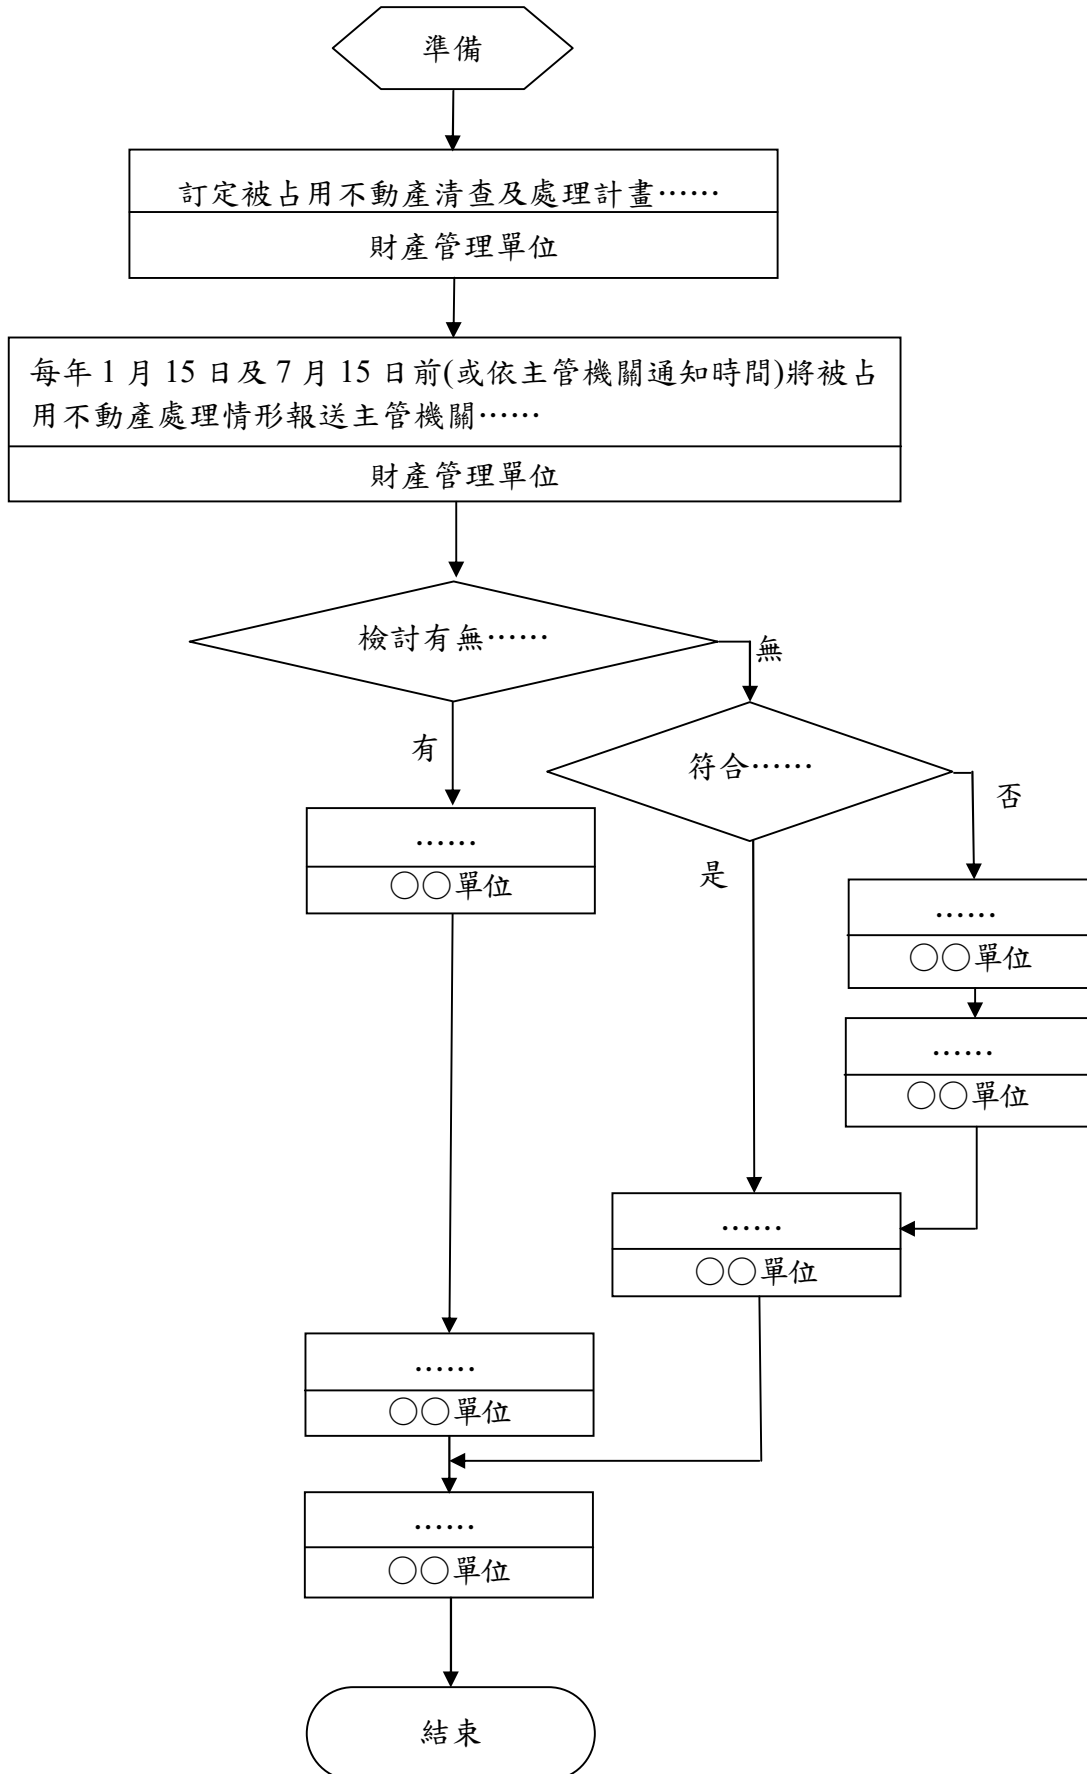 準備
訂定被占用不動產清查及處理計畫……
財產管理單位
每年 1 月 15 日及 7 月 15 日前(或依主管機關通知時間)將被占
用不動產處理情形報送主管機關……
財產管理單位
檢討有無……
無
有
符合……
否
……
○○單位
是
……
○○單位
……
○○單位
……
○○單位
……
○○單位
……
○○單位
結束